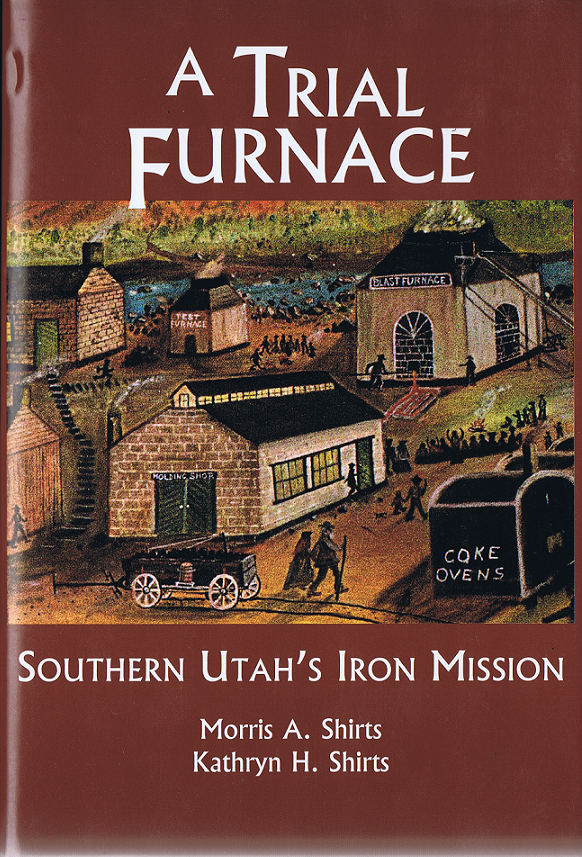 A TRIAL
FURNACE
BLAST FURNACE
TEST
FURNACE
MOLDING SHOP
COKE
OVENS
SOUTHERN UTAH'S IRON MISSION
Morris A. Shirts
Kathryn H. Shirts